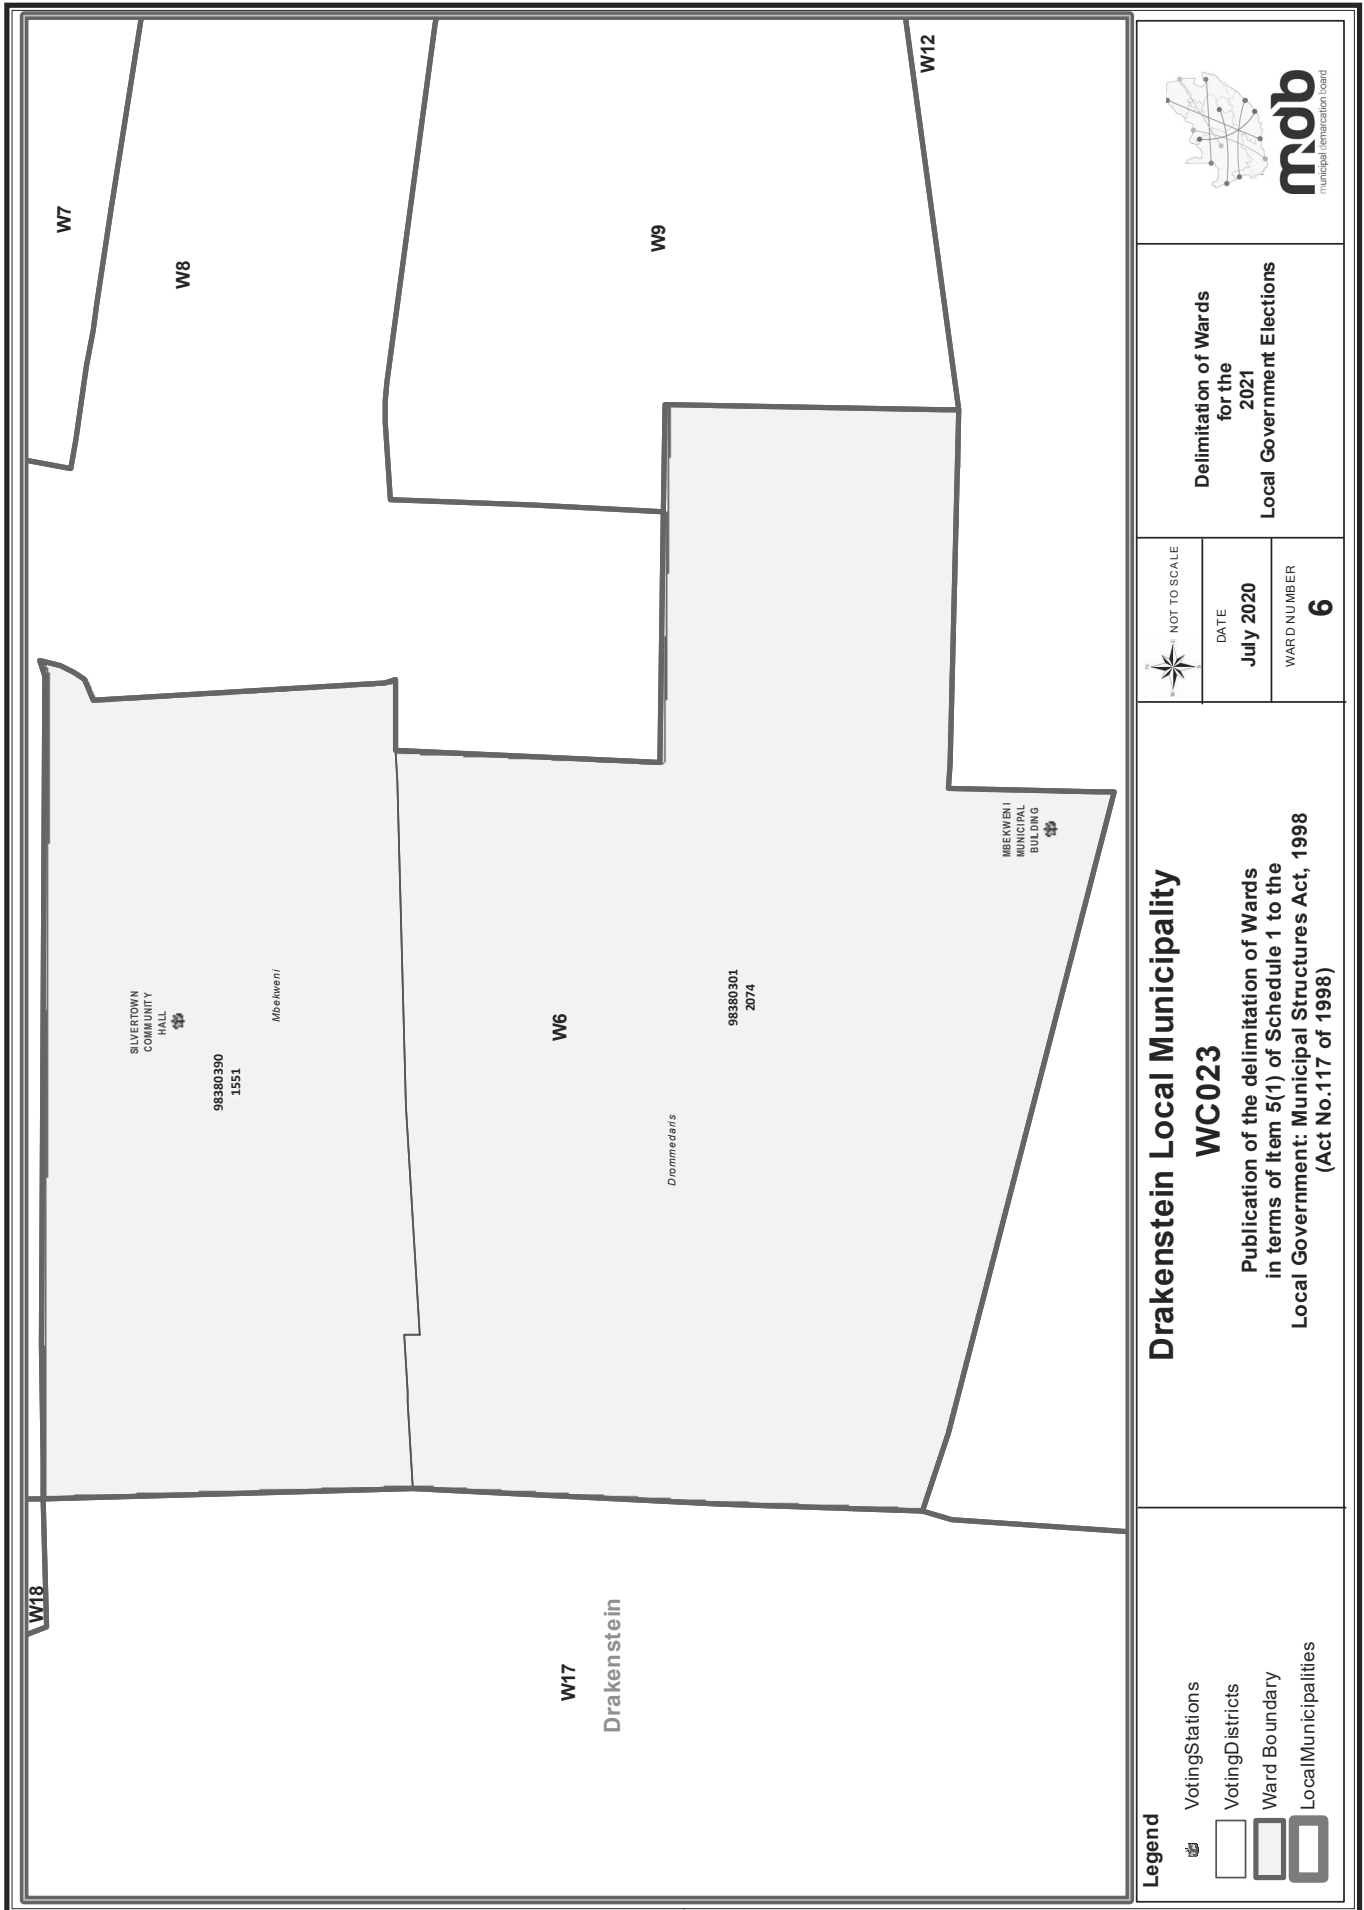 W7
W8
W9
W12
W18
SILVERTOWN
COMMUNITY
HALL
Mbekweni
98380390
1551
W6
98380301
2074
Drommedaris
MBEKWENI
MUNICIPAL
BUILDING
W17
Drakenstein
Legend
VotingStations
VotingDistricts
Ward Boundary
LocalMunicipalities
Drakenstein Local Municipality
WC023
Publication of the delimitation of Wards
in terms of Item 5(1) of Schedule 1 to the
Local Government: Municipal Structures Act, 1998
(Act No.117 of 1998)
N
E
S
W
NOT TO SCALE
DATE
July 2020
WARD NUMBER
6
Delimitation of Wards
for the
2021
Local Government Elections
mdb
municipal demarcation board